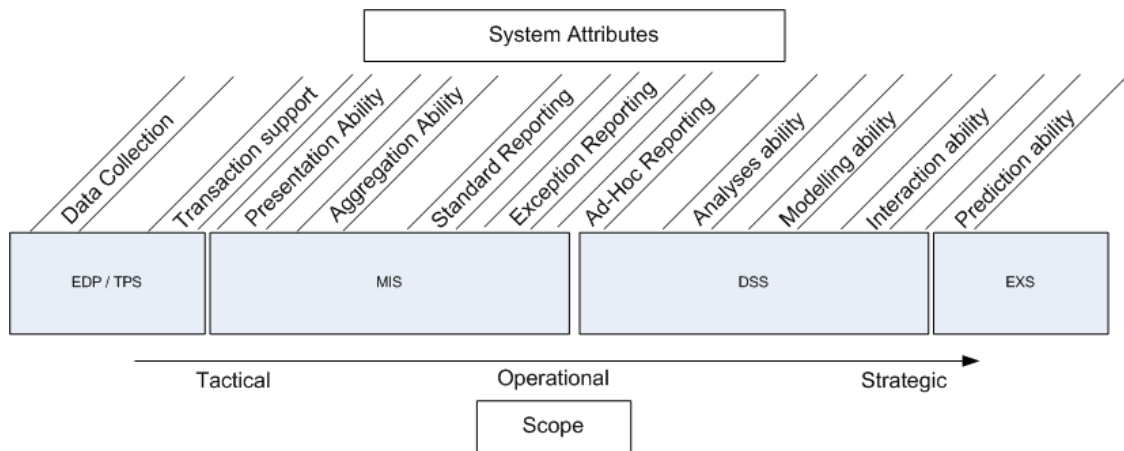 System Attributes
Data Collection
Transaction support
Presentation Ability
Aggregation Ability
Standard Reporting
Exception Reporting
Ad-Hoc Reporting
Analyses ability
Modelling ability
Interaction ability
Prediction ability
EDP / TPS
MIS
DSS
EXS
Tactical
Operational
Strategic
Scope